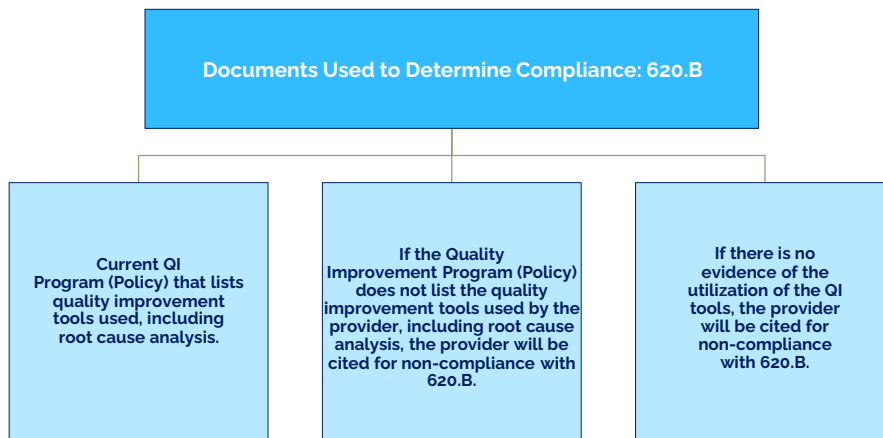 Documents Used to Determine Compliance: 620.B
Current QI
Program (Policy) that lists
quality improvement
tools used, including
root cause analysis.
If the Quality
Improvement Program (Policy)
does not list the quality
improvement tools used by the
provider, including root cause
analysis, the provider will be
cited for non-compliance with
620.B.
If there is no
evidence of the
utilization of the QI
tools, the provider
will be cited for
non-compliance
with 620.B.